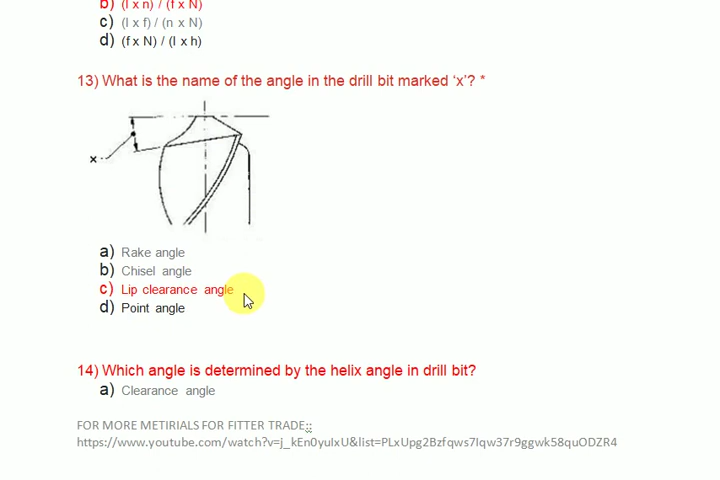 b) (l x n) / (f x N)
c) (l x f) / (n x N)
d) (f x N) / (l x h)
13) What is the name of the angle in the drill bit marked ‘x’? *
x
a) Rake angle
b) Chisel angle
c) Lip clearance angle
d) Point angle
14) Which angle is determined by the helix angle in drill bit?
a) Clearance angle
FOR MORE METIRIALS FOR FITTER TRADE;;
https://www.youtube.com/watch?v=j_kEn0yuIxU&list=PLxUpg2Bzfqws7Iqw37r9ggwk58quODZR4